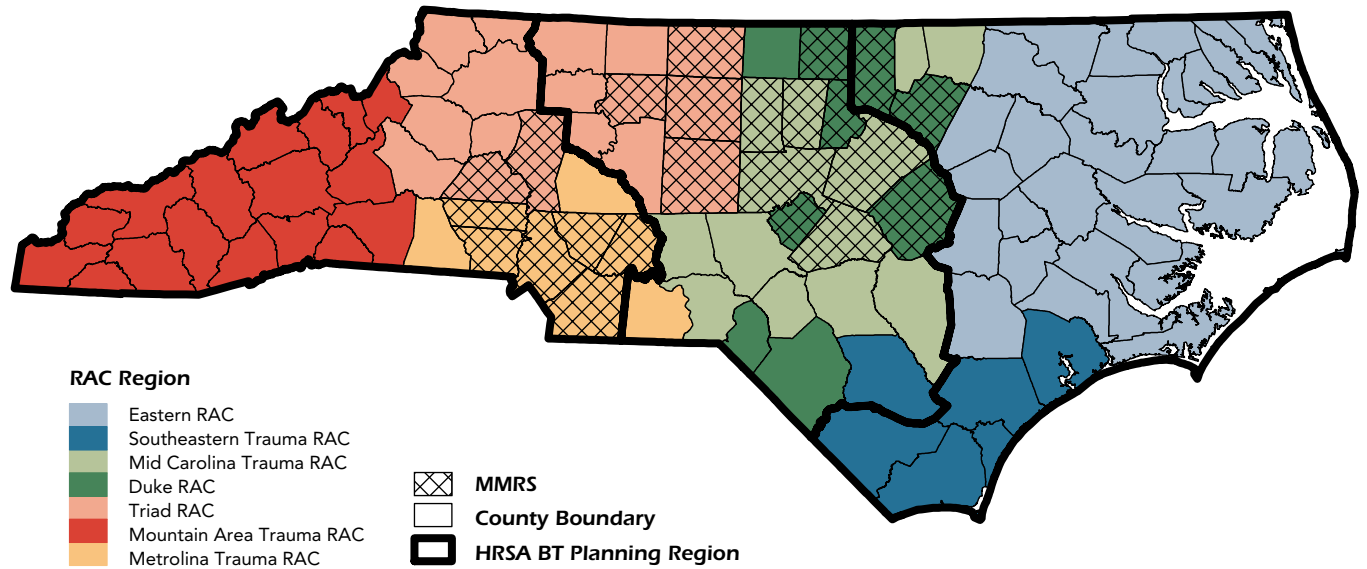 RAC Region
Eastern RAC
Southeastern Trauma RAC
Mid Carolina Trauma RAC
Duke RAC
Triad RAC
Mountain Area Trauma RAC
Metrolina Trauma RAC
MMRS
County Boundary
HRSA BT Planning Region